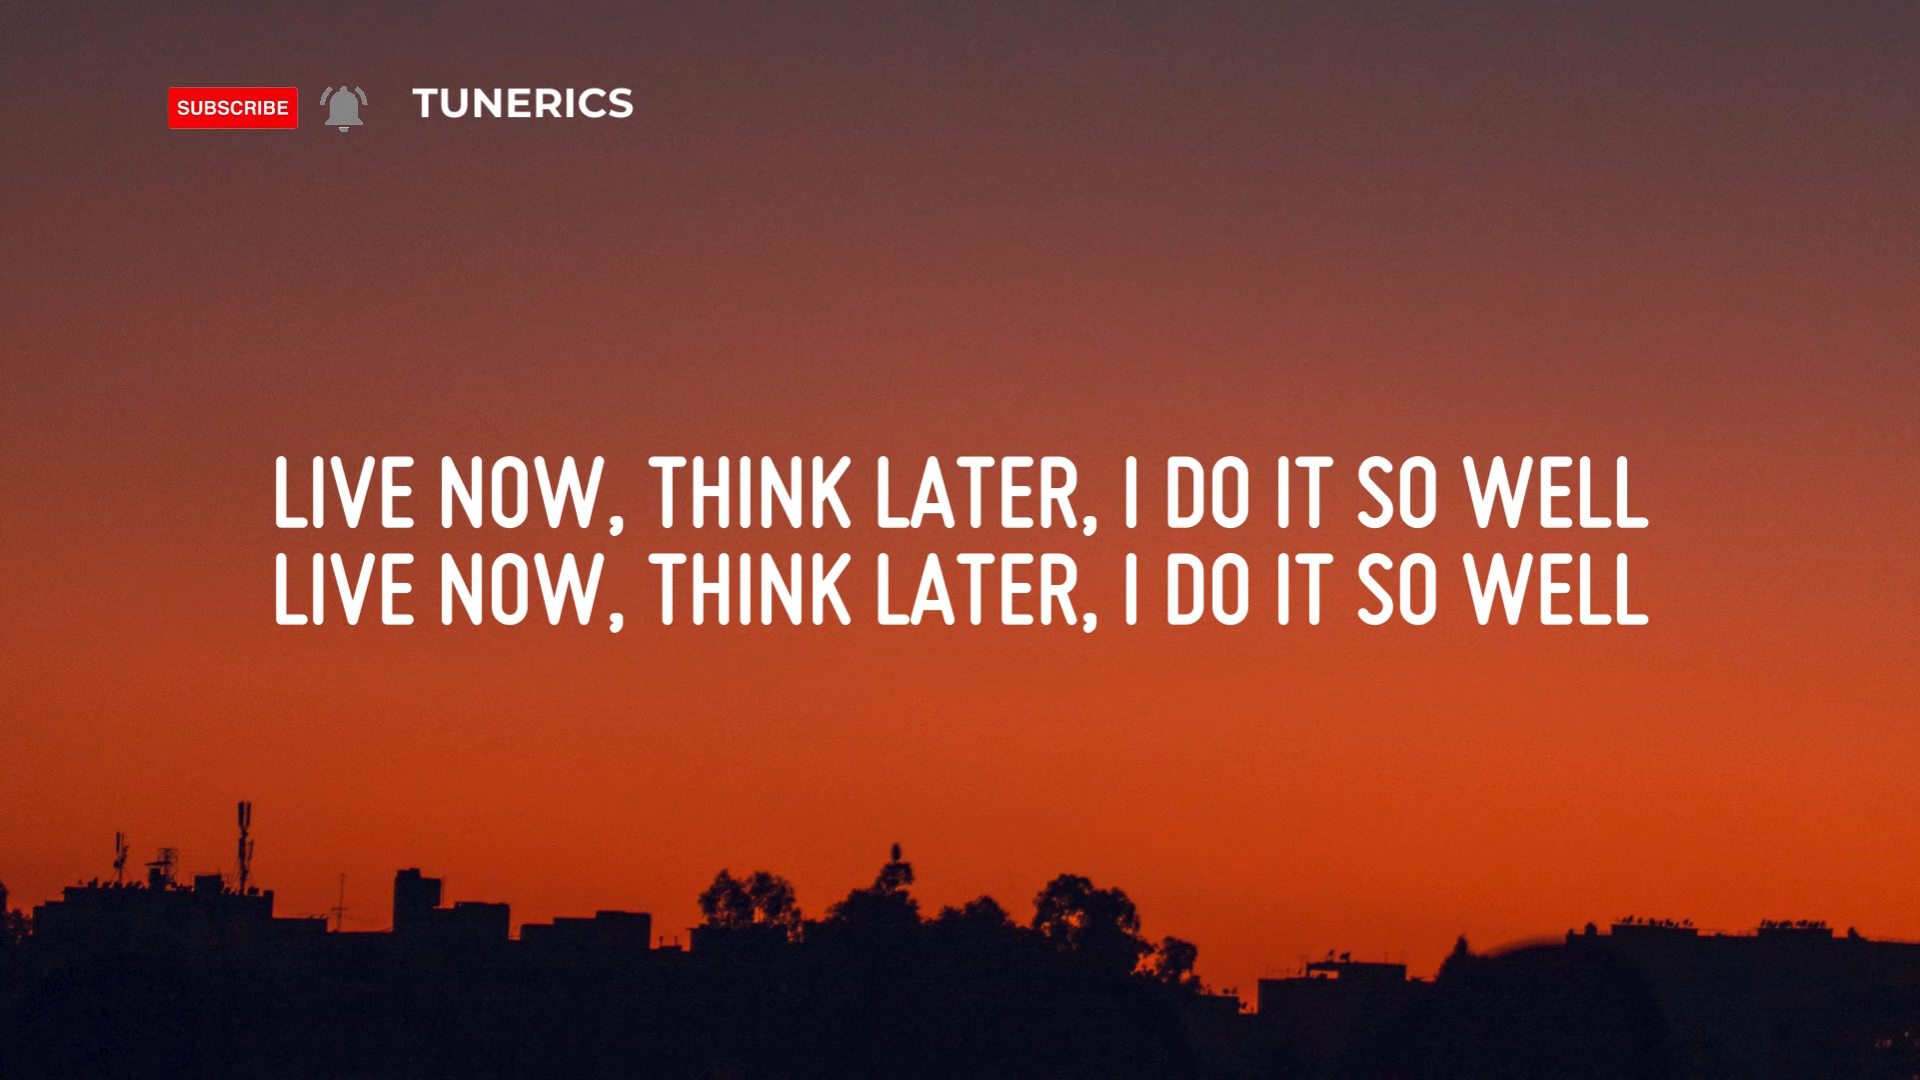 SUBSCRIBE TUNERICS
LIVE NOW, THINK LATER, I DO IT SO WELL
LIVE NOW, THINK LATER, I DO IT SO WELL